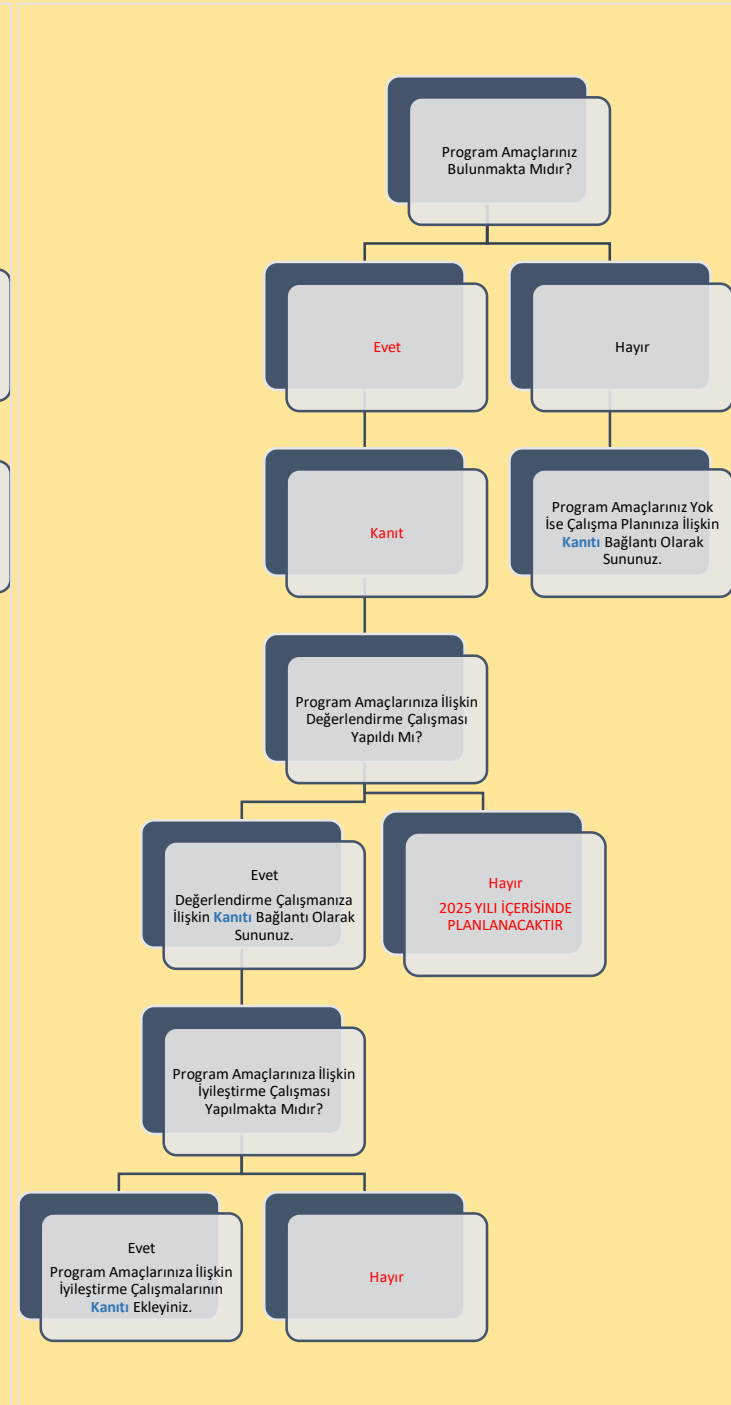 Program Amaçlarınız
Bulunmakta Mıdır?
Evet
Hayır
Kanıt
Program Amaçlarınız Yok
İse Çalışma Planınıza İlişkin
Kanıtı Bağlantı Olarak
Sununuz.
Program Amaçlarınıza İlişkin
Değerlendirme Çalışması
Yapıldı Mı?
Evet
Değerlendirme Çalışmanıza
İlişkin Kanıtı Bağlantı Olarak
Sununuz.
Hayır
2025 YILI İÇERİSİNDE
PLANLANACAKTIR
Program Amaçlarınıza İlişkin
İyileştirme Çalışması
Yapılmakta Mıdır?
Evet
Program Amaçlarınıza İlişkin
İyileştirme Çalışmalarının
Kanıtı Ekleyiniz.
Hayır